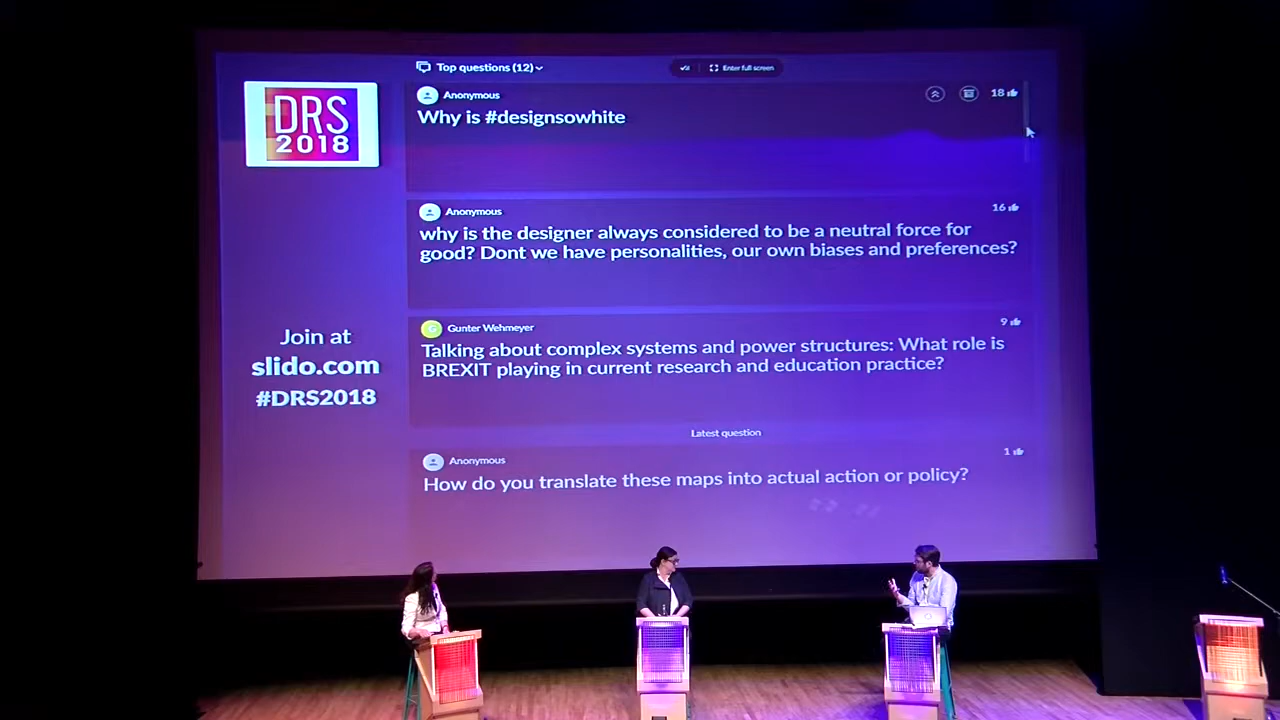 Top questions (12)
Enter full screen
DRS
2018
Anonymous
18
Why is #designsowhite
Anonymous
16
why is the designer always considered to be a neutral force for
good? Dont we have personalities, our own biases and preferences?
Gunter Wehmeyer
9
Talking about complex systems and power structures: What role is
BREXIT playing in current research and education practice?
Join at
slido.com
#DRS2018
Latest question
Anonymous
1
How do you translate these maps into actual action or policy?